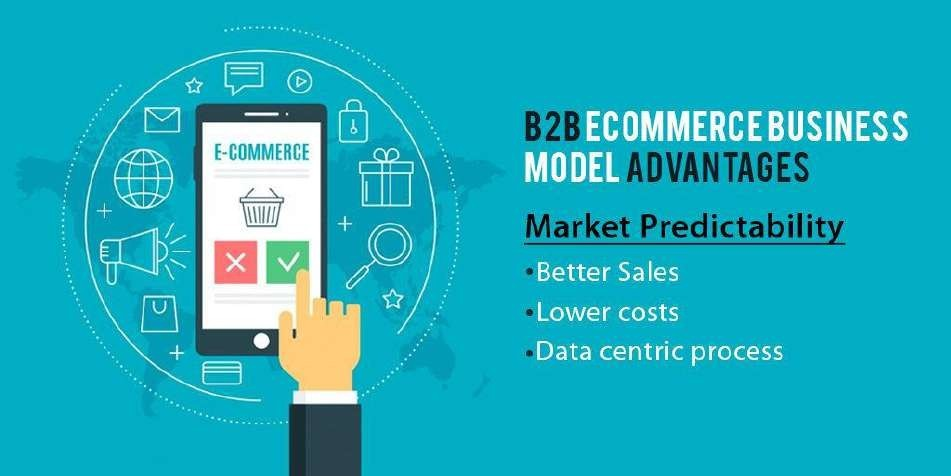 E-COMMERCE
B2B ECOMMERCE BUSINESS
MODEL ADVANTAGES
Market Predictability
•Better Sales
•Lower costs
•Data centric process